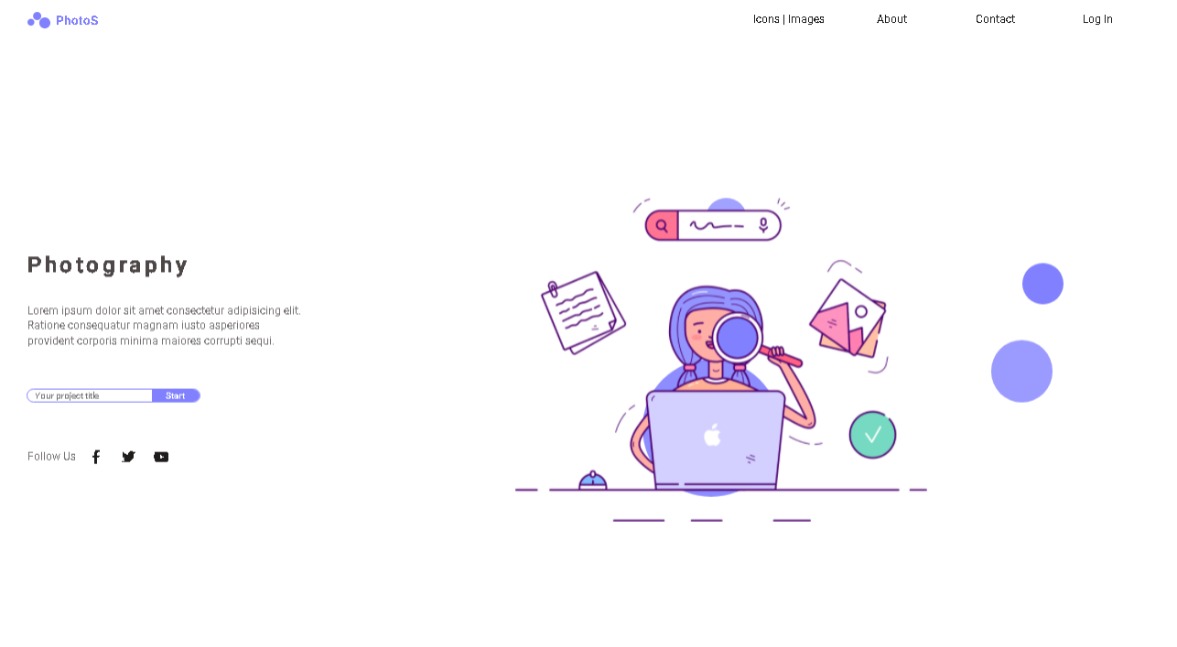 PhotoS
Icons | Images
About
Contact
Log In
Photography
Lorem ipsum dolor sit amet consectetur adipisicing elit.
Ratione consequatur magnam iusto asperiores
provident corporis minima maiores corrupti sequi.
Your project title
Start
Follow Us